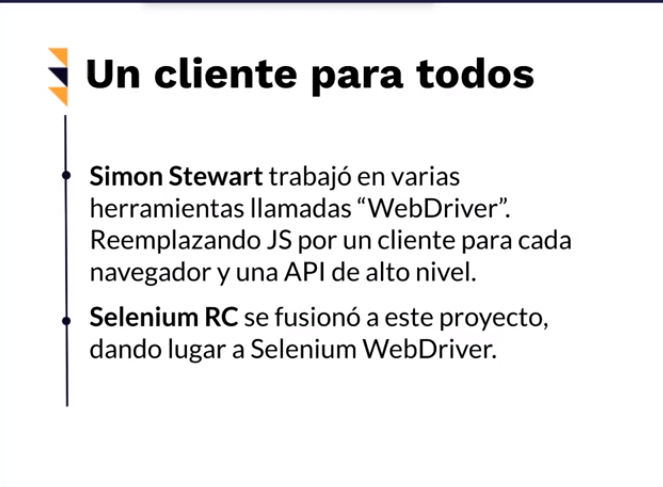 Un cliente para todos
Simon Stewart trabajó en varias
herramientas llamadas “WebDriver”.
Reemplazando JS por un cliente para cada
navegador y una API de alto nivel.
Selenium RC se fusionó a este proyecto,
dando lugar a Selenium WebDriver.